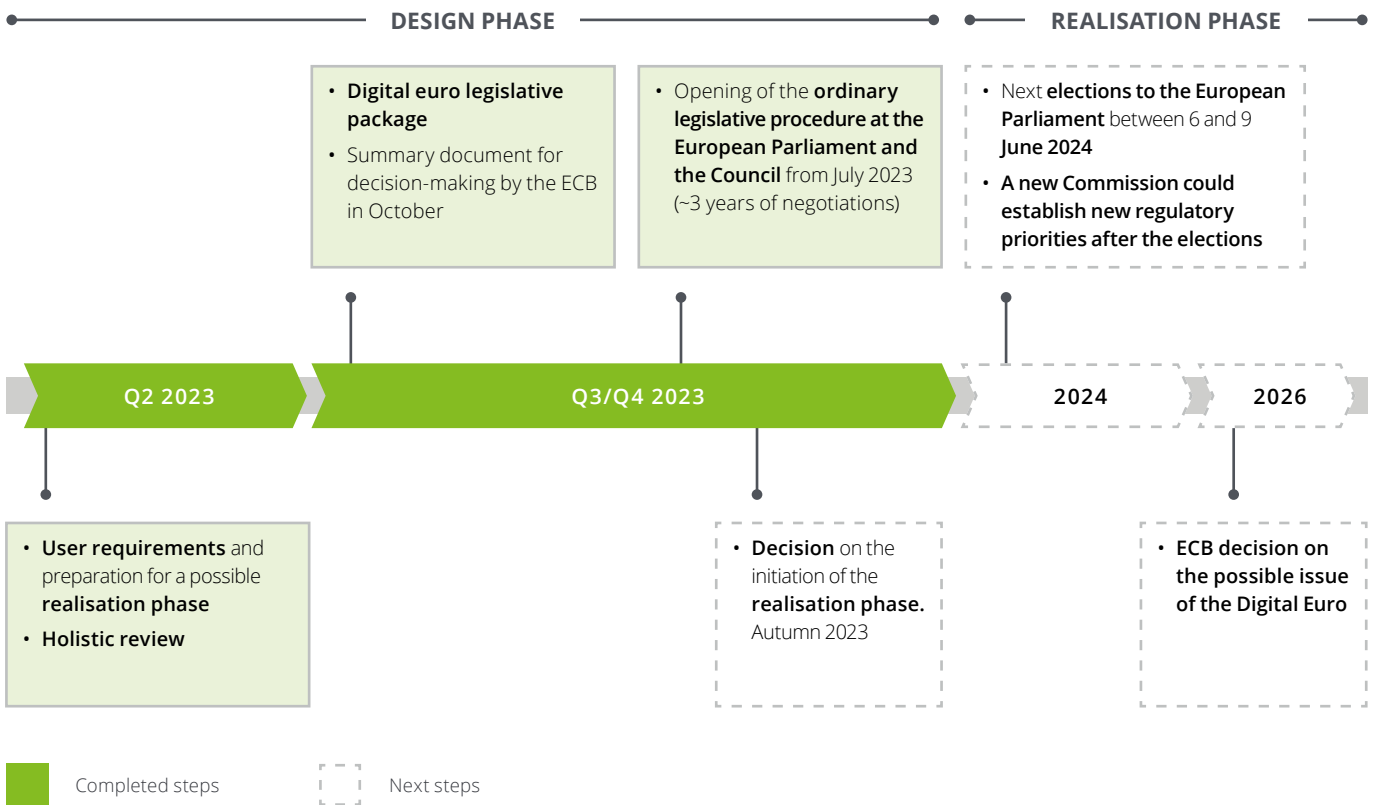 DESIGN PHASE
REALISATION PHASE
• Digital euro legislative
package
• Summary document for
decision-making by the ECB
in October
• Opening of the ordinary
legislative procedure at the
European Parliament and
the Council from July 2023
(~3 years of negotiations)
• Next elections to the European
Parliament between 6 and 9
June 2024
• A new Commission could
establish new regulatory
priorities after the elections
Q2 2023
Q3/Q4 2023
2024
2026
• User requirements and
preparation for a possible
realisation phase
• Holistic review
• Decision on the
initiation of the
realisation phase.
Autumn 2023
• ECB decision on
the possible issue
of the Digital Euro
Completed steps
Next steps